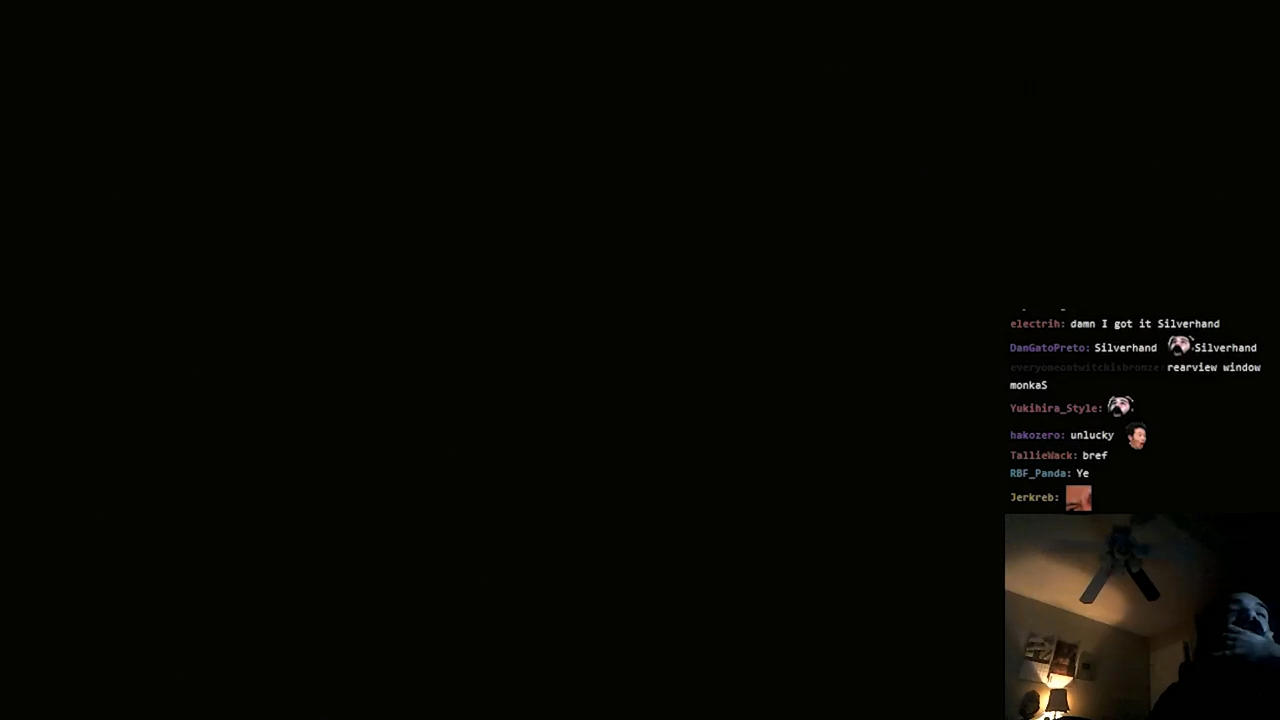 electrih: damn I got it Silverhand
DanGatoPreto: Silverhand Silverhand
everyoneontwitchisbronze: rearview window
monkaS
Yukihira_Style:
hakozero: unlucky
TallieWack: bref
RBF_Panda: Ye
Jerkreb: